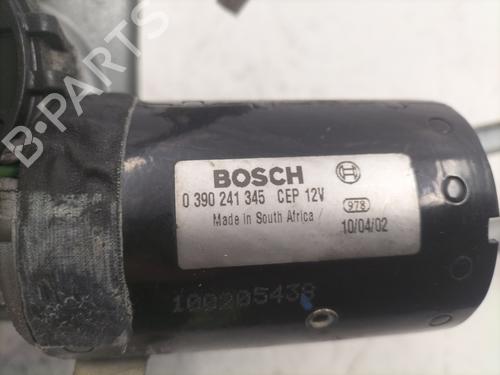 BOSCH
0 390 241 345 CEP 12V
Made in South Africa
978
10/04/02
100205438
B-PARTS